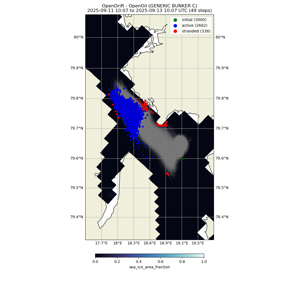 OpenDrift - OpenOil (GENERIC BUNKER C)
2025-09-11 10:07 to 2025-09-11 10:07 UTC (49 steps)
initial (3000)
active (2662)
stranded (338)
80°N
79.9°N
79.8°N
79.7°N
79.6°N
79.5°N
79.4°N
80°N
79.9°N
79.8°N
79.7°N
79.6°N
79.5°N
79.4°N
17.7°E 18°E 18.3°E 18.6°E 18.9°E 19.2°E 19.5°E
0.0 0.2 0.4 0.6 0.8 1.0
sea_ice_area_fraction